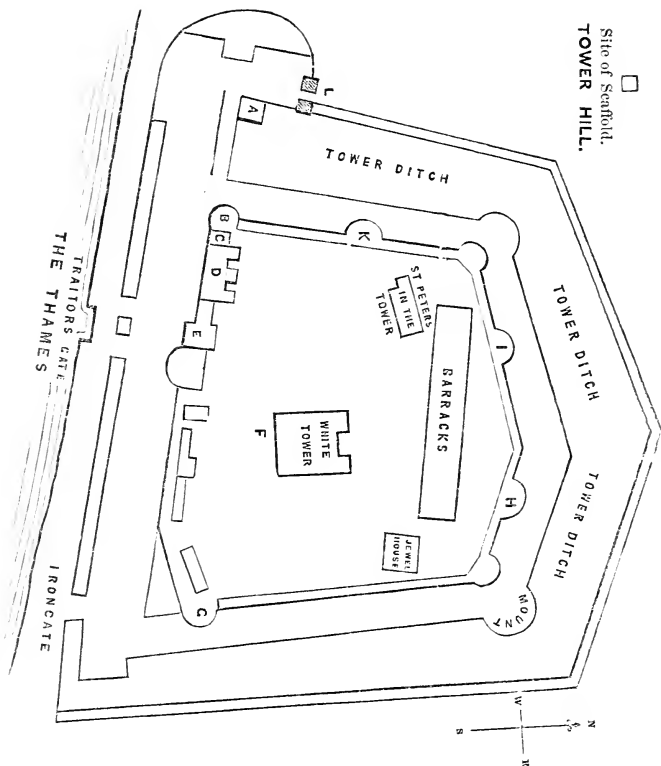 Site of Scaffold.
TOWER HILL.
L
A
TOWER DITCH
TOWER DITCH
TOWER DITCH
B
C
D
E
K
I
H
MOUNT
ST PETERS
IN THE
TOWER
BARRACKS
WHITE
TOWER
F
JEWEL
HOUSE
G
TRAITORS GATE
THE THAMES
IRONGATE
N
W
E
S